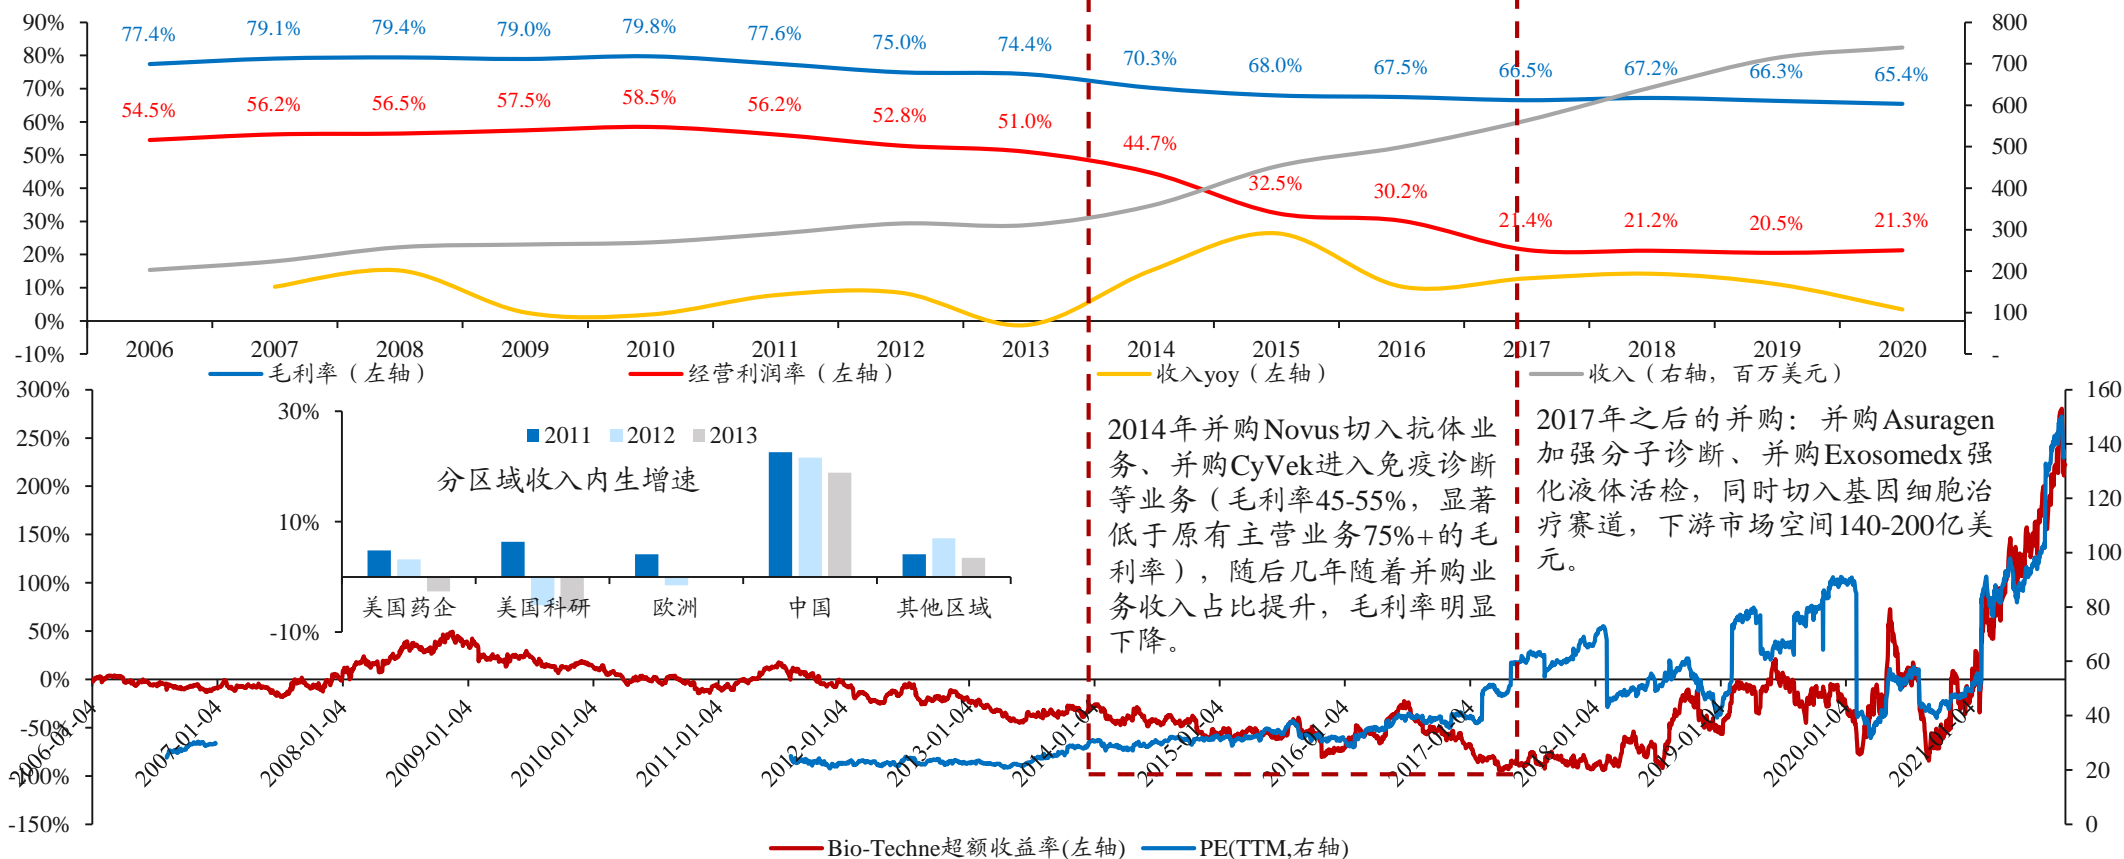 90% 800
80% 700
70% 600
60% 500
50% 400
40% 300
30% 200
20% 100
10% -
0%
-10%
77.4% 79.1% 79.4% 79.0% 79.8% 77.6% 75.0% 74.4% 70.3% 68.0% 67.5% 66.5% 67.2% 66.3% 65.4%
54.5% 56.2% 56.5% 57.5% 58.5% 56.2% 52.8% 51.0% 44.7% 32.5% 30.2% 21.4% 21.2% 20.5% 21.3%
2006 2007 2008 2009 2010 2011 2012 2013 2014 2015 2016 2017 2018 2019 2020
毛利率（左轴） 经营利润率（左轴） 收入yoy（左轴） 收入（右轴，百万美元）
300%
250%
200%
150%
100%
50%
0%
-50%
-100%
-150%
30%
10%
-10%
2011 2012 2013
分区域收入内生增速
美国药企 美国科研 欧洲 中国 其他区域
2014年并购Novus切入抗体业
务、并购CyVek进入免疫诊断
等业务（毛利率45-55%，显著
低于原有主营业务75%+的毛
利率），随后几年随着并购业
务收入占比提升，毛利率明显
下降。
2017年之后的并购：并购Asuragen
加强分子诊断、并购Exosomedx强
化液体活检，同时切入基因细胞治
疗赛道，下游市场空间140-200亿美
元。
160
140
120
100
80
60
40
20
0
2006-01-04 2007-01-04 2008-01-04 2009-01-04 2010-01-04 2011-01-04 2012-01-04 2013-01-04 2014-01-04 2015-01-04 2016-01-04 2017-01-04 2018-01-04 2019-01-04 2020-01-04 2021-01-04
Bio-Techne超额收益率(左轴) PE(TTM,右轴)